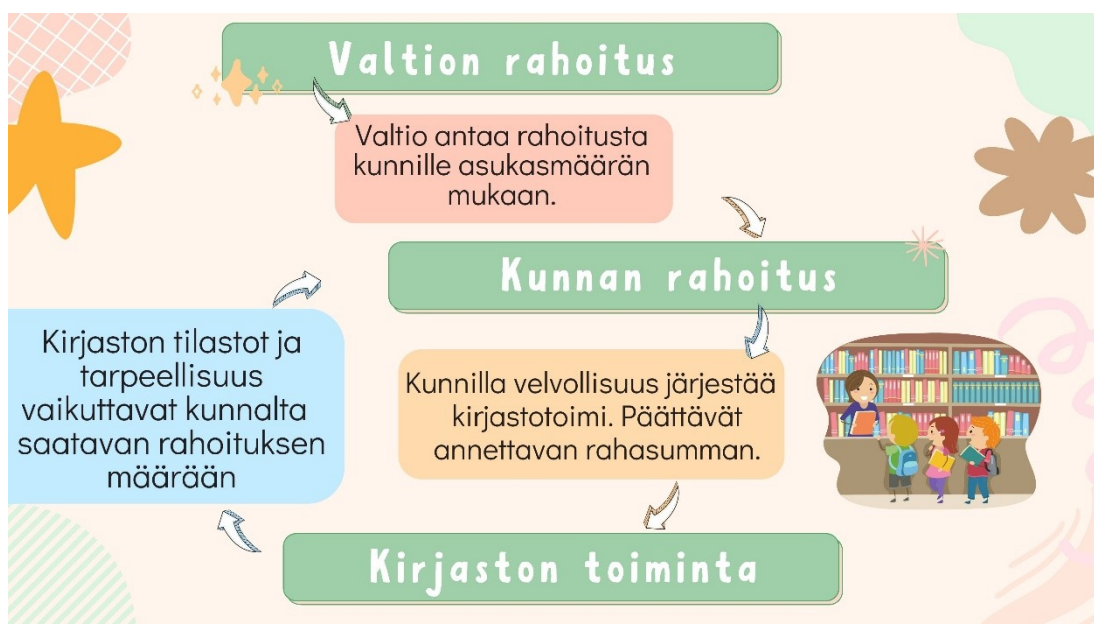 Valtion rahoitus
Valtio antaa rahoitusta
kunnille asukasmäärän
mukaan.
Kunnan rahoitus
Kunnilla velvollisuus järjestää
kirjastotoimi. Päättävät
annettavan rahasumman.
Kirjaston toiminta
Kirjaston tilastot ja
tarpeellisuus
vaikuttavat kunnalta
saatavan rahoituksen
määrään